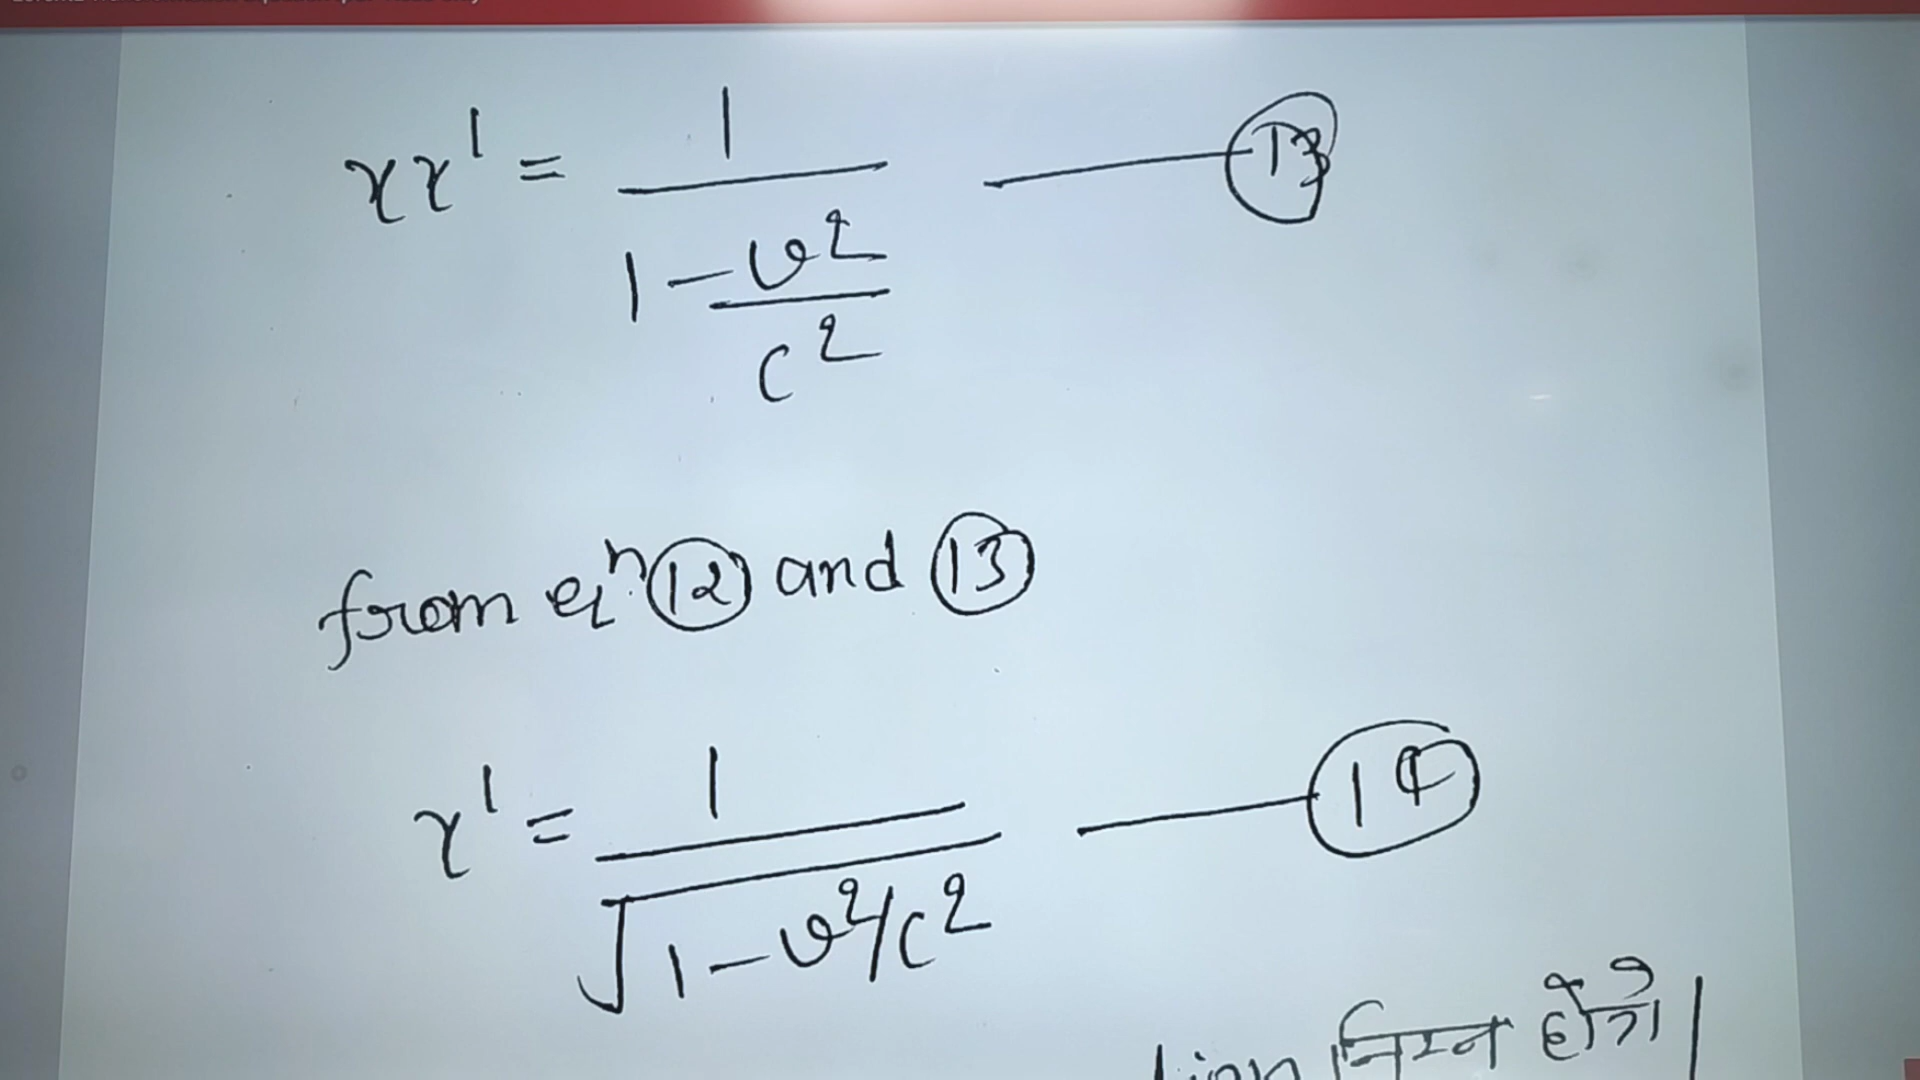 γγ' = 1 / (1 - v²/c²) —— (13)
from eqⁿ (12) and (13)
γ' = 1 / √(1 - v²/c²) —— (14)
निम्न होंगे।